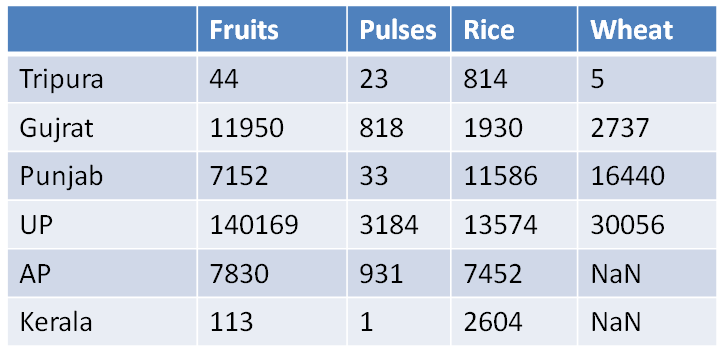 Fruits Pulses Rice Wheat
Tripura 44 23 814 5
Gujrat 11950 818 1930 2737
Punjab 7152 33 11586 16440
UP 140169 3184 13574 30056
AP 7830 931 7452 NaN
Kerala 113 1 2604 NaN